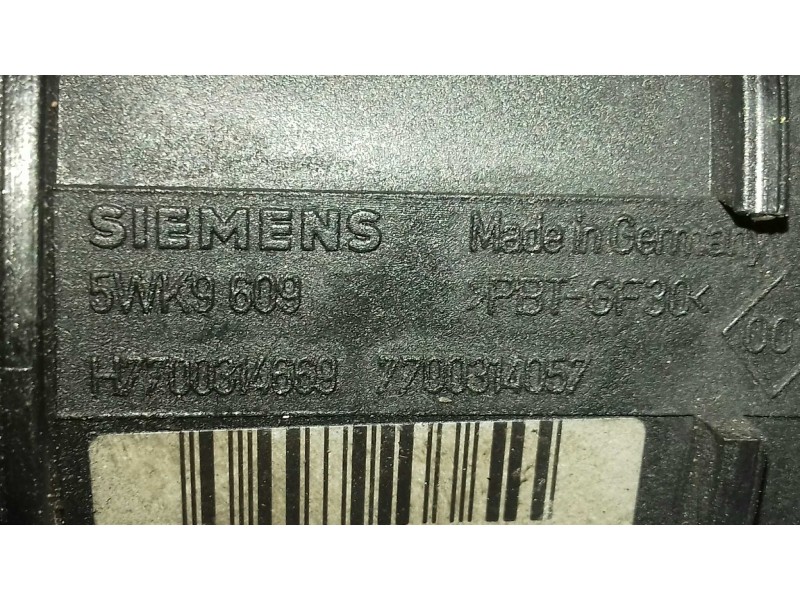 SIEMENS Made in Germany
5WK9 609 >PBT-GF30<
H7700314669 7700314057